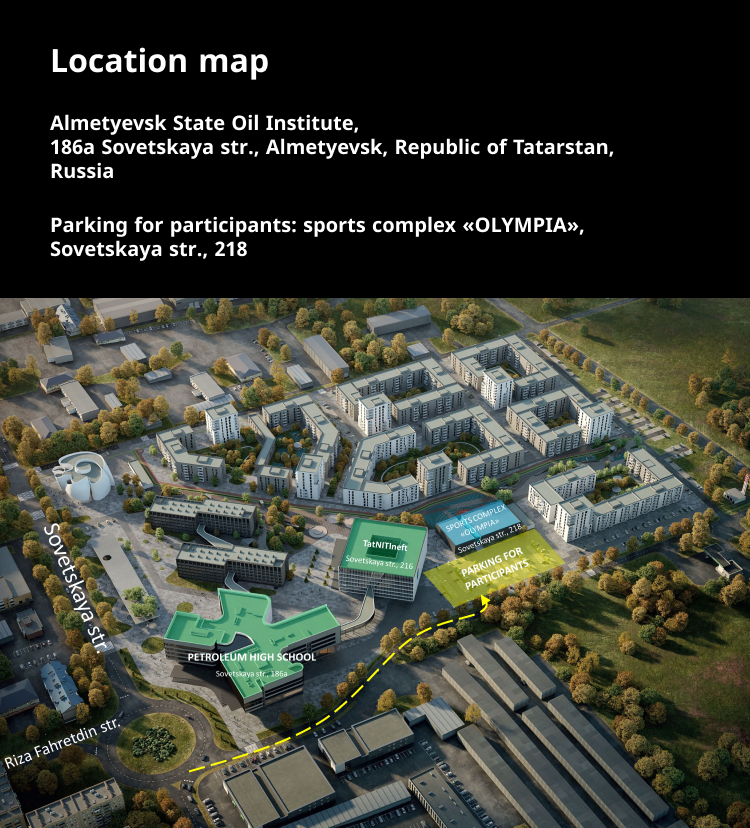 Location map
Almetyevsk State Oil Institute,
186a Sovetskaya str., Almetyevsk, Republic of Tatarstan,
Russia
Parking for participants: sports complex «OLYMPIA»,
Sovetskaya str., 218
SPORTS COMPLEX
«OLYMPIA»
Sovetskaya str., 218
TatNITIneft
Sovetskaya str., 216
PARKING FOR
PARTICIPANTS
Sovetskaya str.
PETROLEUM HIGH SCHOOL
Sovetskaya str., 186a
Riza Fahretdin str.